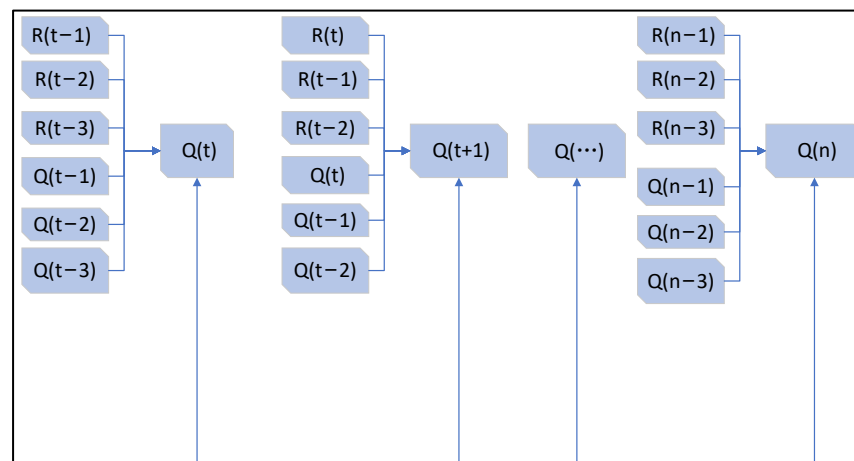 R(t−1)
R(t−2)
R(t−3)
Q(t−1)
Q(t−2)
Q(t−3)
Q(t)
R(t)
R(t−1)
R(t−2)
Q(t)
Q(t−1)
Q(t−2)
Q(t+1)
Q(⋯)
R(n−1)
R(n−2)
R(n−3)
Q(n−1)
Q(n−2)
Q(n−3)
Q(n)